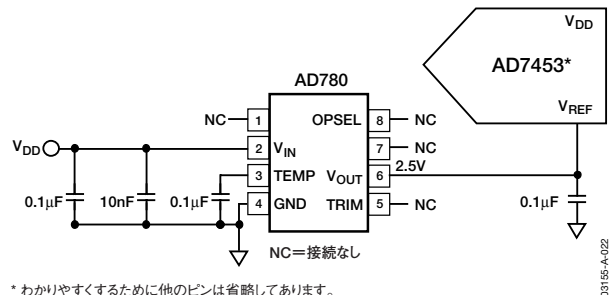 V_DD
AD7453*
V_REF
AD780
NC 1 OPSEL 8 NC
V_DD 2 V_IN 7 NC
3 TEMP V_OUT 6 2.5V
4 GND TRIM 5 NC
0.1μF 10nF 0.1μF 0.1μF
NC＝接続なし
* わかりやすくするために他のピンは省略してあります。
03155-A-022